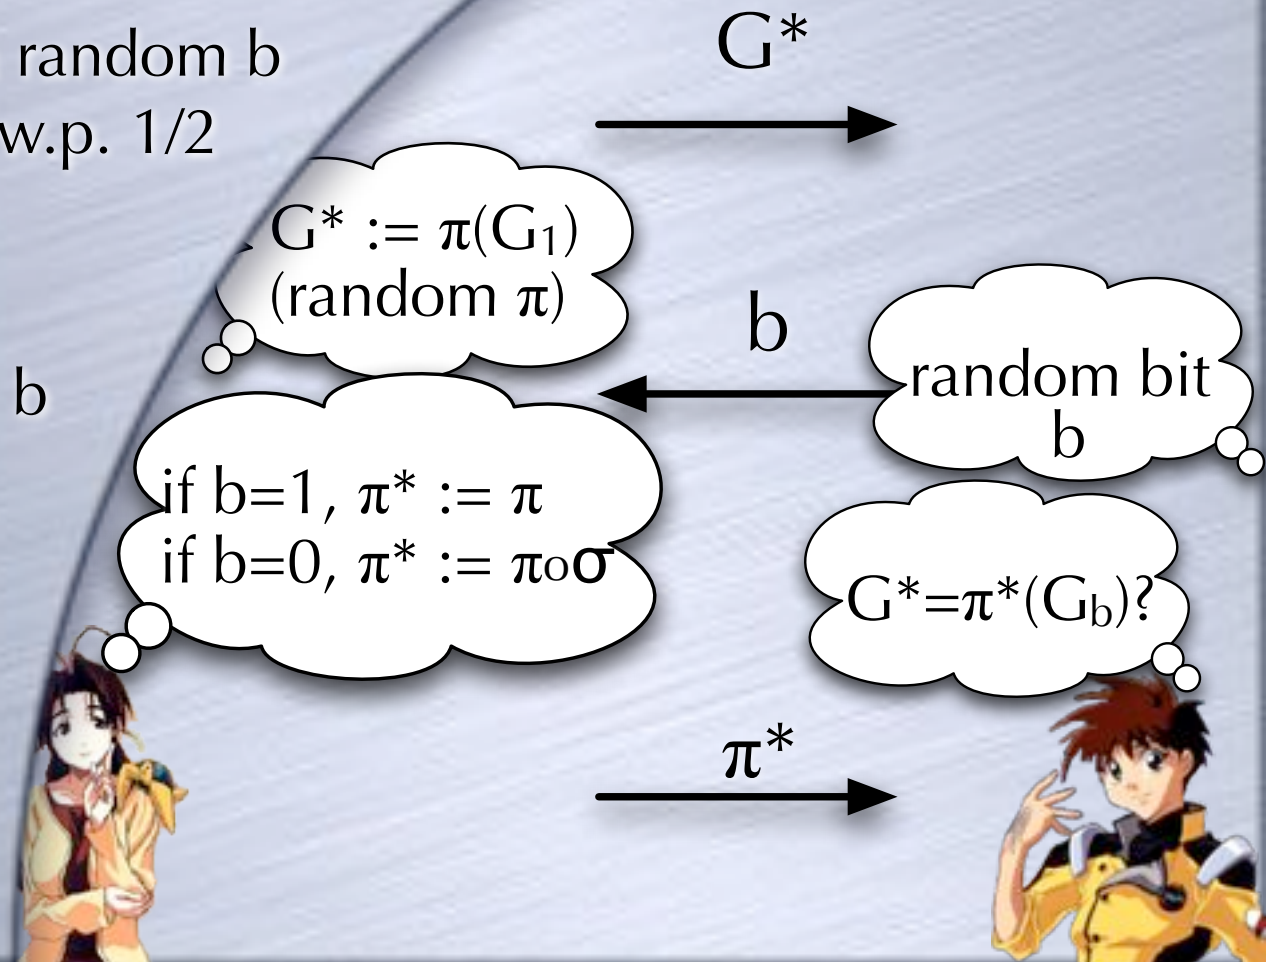 random b
w.p. 1/2
G*
G* := π(G₁)
(random π)
b
random bit
b
b
if b=1, π* := π
if b=0, π* := πoσ
G*=π*(Gb)?
π*